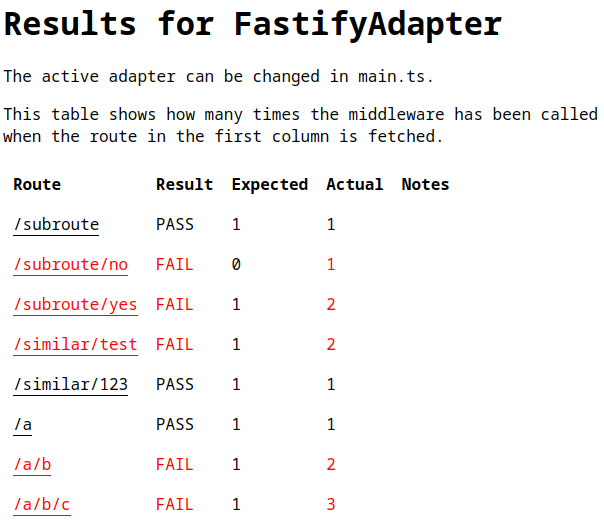 Results for FastifyAdapter
The active adapter can be changed in main.ts.
This table shows how many times the middleware has been called
when the route in the first column is fetched.
Route Result Expected Actual Notes
/subroute PASS 1 1
/subroute/no FAIL 0 1
/subroute/yes FAIL 1 2
/similar/test FAIL 1 2
/similar/123 PASS 1 1
/a PASS 1 1
/a/b FAIL 1 2
/a/b/c FAIL 1 3